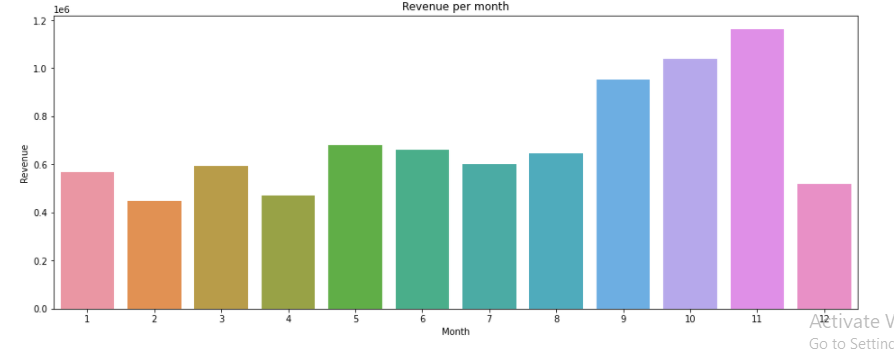 Revenue per month
1e6
1.2
1.0
0.8
0.6
0.4
0.2
0.0
Revenue
1 2 3 4 5 6 7 8 9 10 11 12
Month
Activate W
Go to Setting